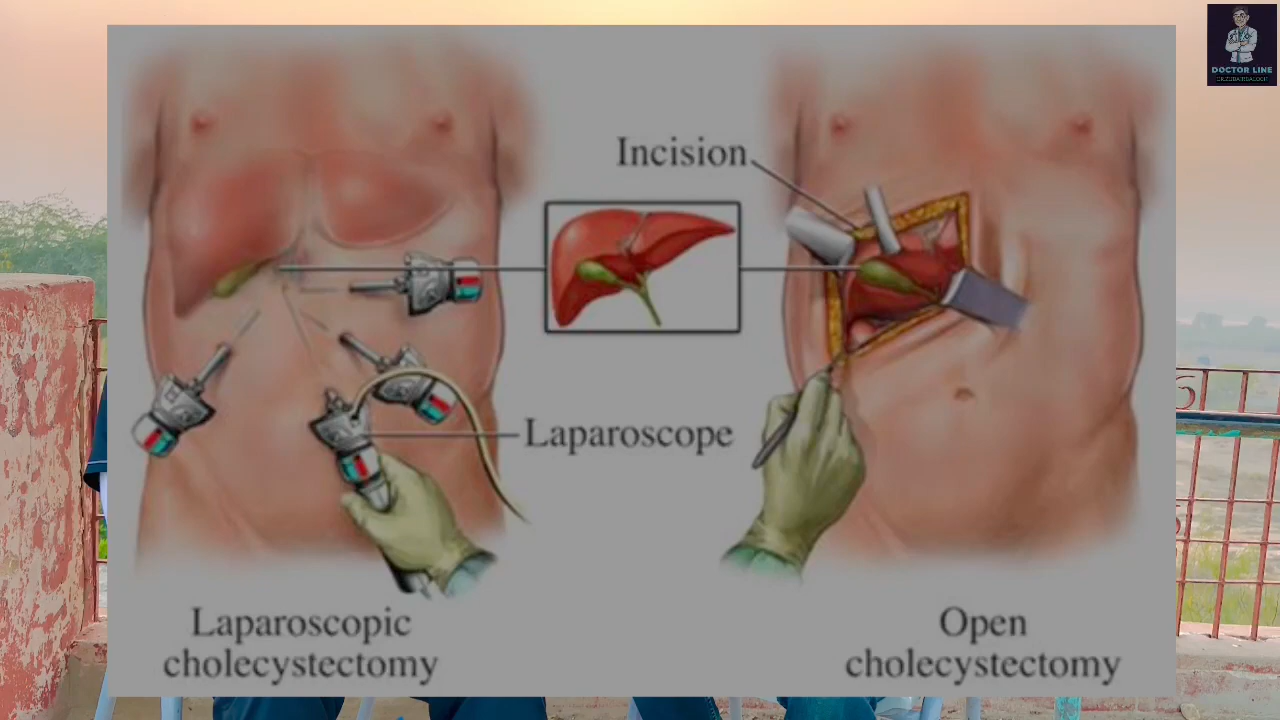 DOCTOR LINE
Incision
Laparoscope
Laparoscopic
cholecystectomy
Open
cholecystectomy